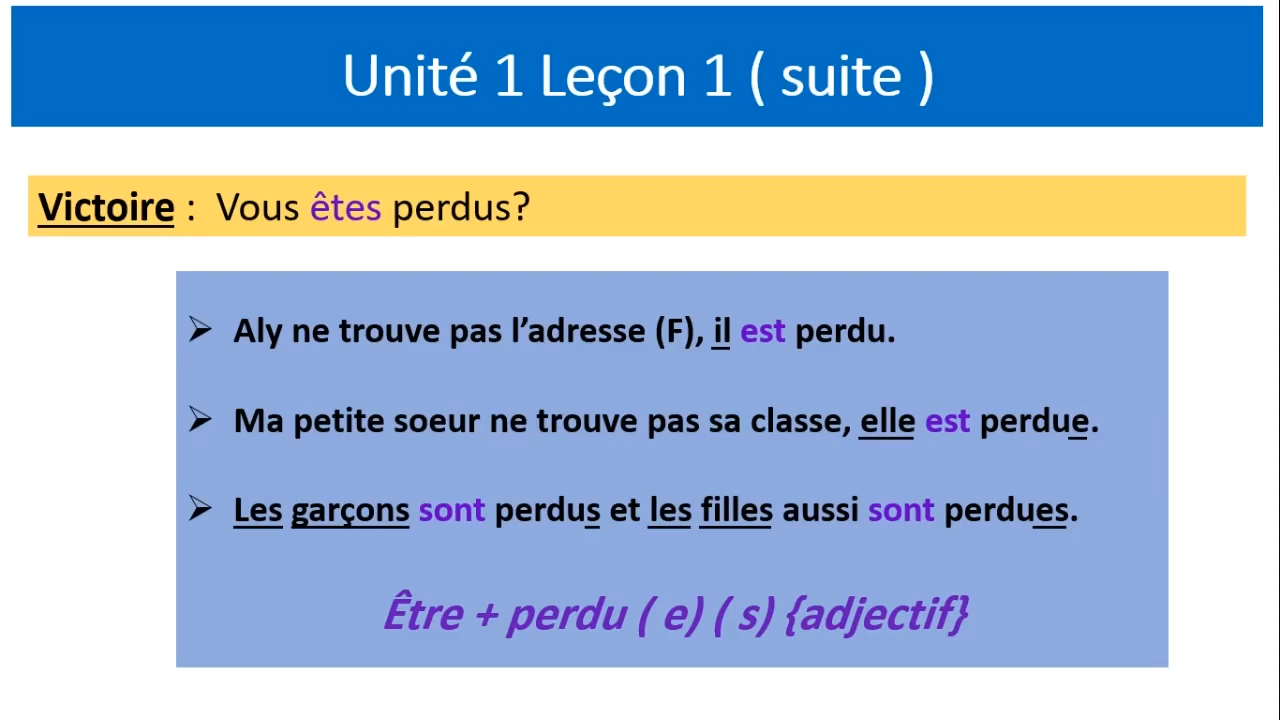 Unité 1 Leçon 1 ( suite )
Victoire : Vous êtes perdus?
➢ Aly ne trouve pas l’adresse (F), il est perdu.
➢ Ma petite soeur ne trouve pas sa classe, elle est perdue.
➢ Les garçons sont perdus et les filles aussi sont perdues.
Être + perdu ( e) ( s) {adjectif}